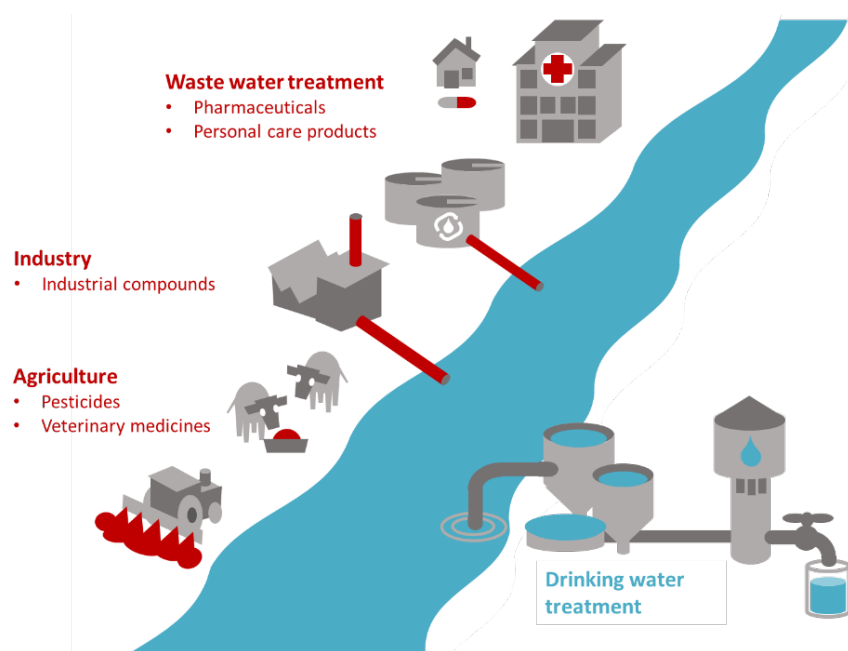 Waste water treatment
• Pharmaceuticals
• Personal care products
Industry
• Industrial compounds
Agriculture
• Pesticides
• Veterinary medicines
Drinking water
treatment